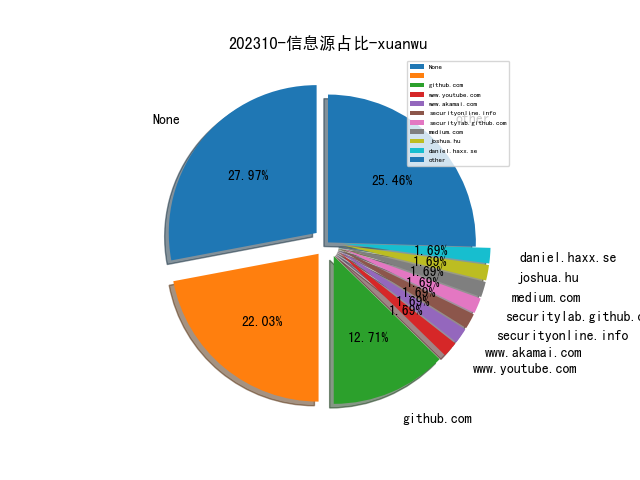 202310-信息源占比-xuanwu
None
github.com
www.youtube.com
www.akamai.com
securityonline.info
securitylab.github.com
medium.com
joshua.hu
daniel.haxx.se
other
None
other
27.97%
25.46%
22.03%
12.71%
1.69%
1.69%
1.69%
1.69%
1.69%
1.69%
1.69%
daniel.haxx.se
joshua.hu
medium.com
securitylab.github.c
securityonline.info
www.akamai.com
www.youtube.com
github.com